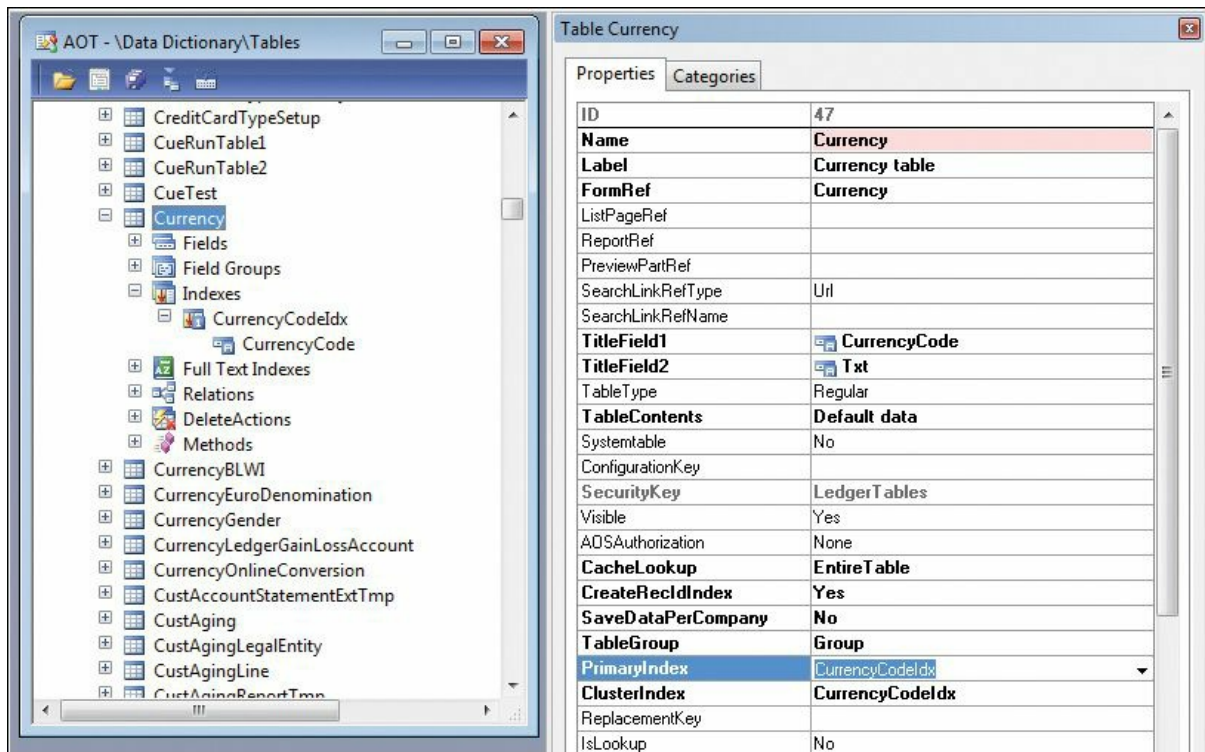 AOT - \Data Dictionary\Tables
CreditCardTypeSetup
CueRunTable1
CueRunTable2
CueTest
Currency
Fields
Field Groups
Indexes
CurrencyCodeIdx
CurrencyCode
Full Text Indexes
Relations
DeleteActions
Methods
CurrencyBLWI
CurrencyEuroDenomination
CurrencyGender
CurrencyLedgerGainLossAccount
CurrencyOnlineConversion
CustAccountStatementExtTmp
CustAging
CustAgingLegalEntity
CustAgingLine
CustAgingReportTmp
Table Currency
Properties Categories
ID 47
Name Currency
Label Currency table
FormRef Currency
ListPageRef
ReportRef
PreviewPartRef
SearchLinkRefType Url
SearchLinkRefName
TitleField1 CurrencyCode
TitleField2 Txt
TableType Regular
TableContents Default data
Systemtable No
ConfigurationKey
SecurityKey LedgerTables
Visible Yes
AOSAuthorization None
CacheLookup EntireTable
CreateRecIdIndex Yes
SaveDataPerCompany No
TableGroup Group
PrimaryIndex CurrencyCodeIdx
ClusterIndex CurrencyCodeIdx
ReplacementKey
IsLookup No